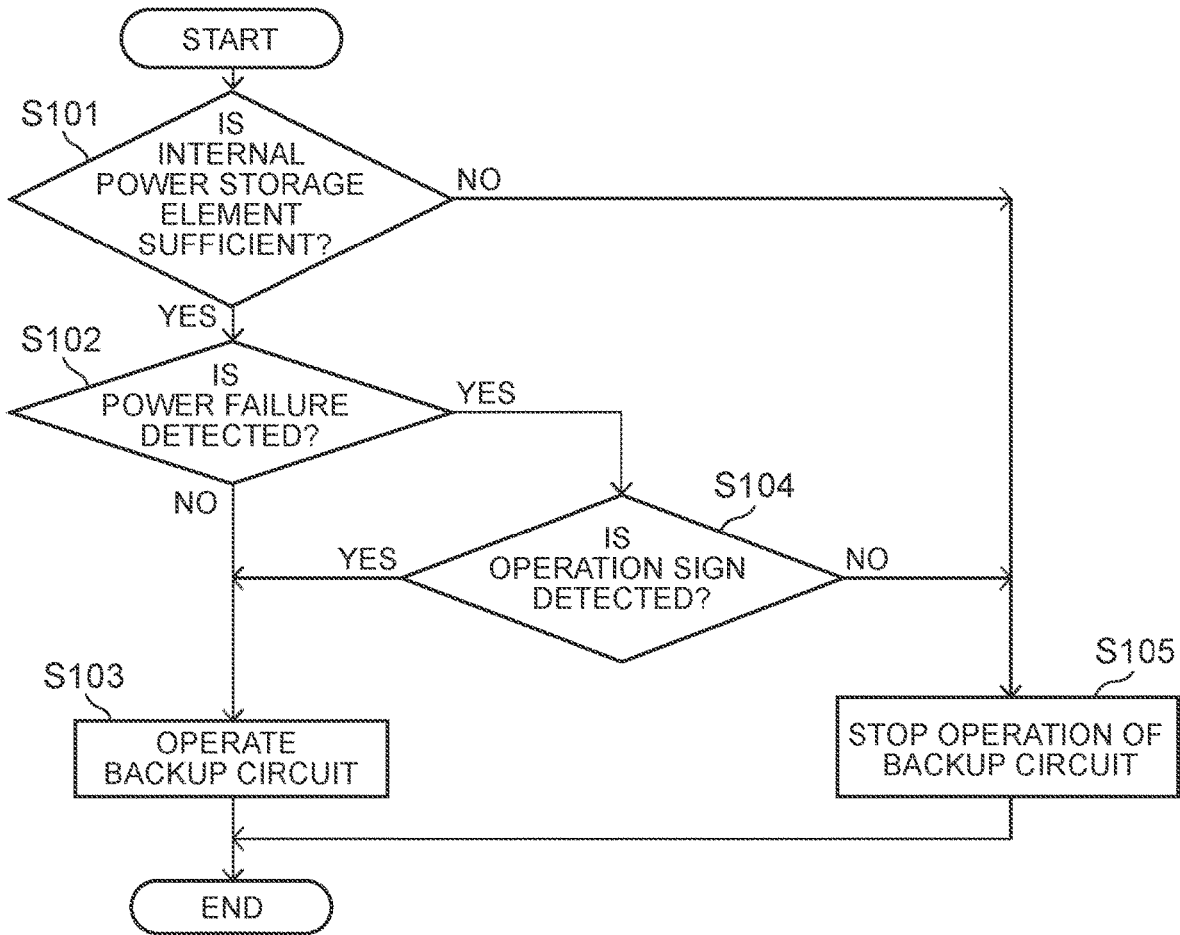 START
S101
IS
INTERNAL
POWER STORAGE
ELEMENT
SUFFICIENT?
NO
YES
S102
IS
POWER FAILURE
DETECTED?
YES
NO
S104
IS
OPERATION SIGN
DETECTED?
YES
NO
S103
OPERATE
BACKUP CIRCUIT
S105
STOP OPERATION OF
BACKUP CIRCUIT
END